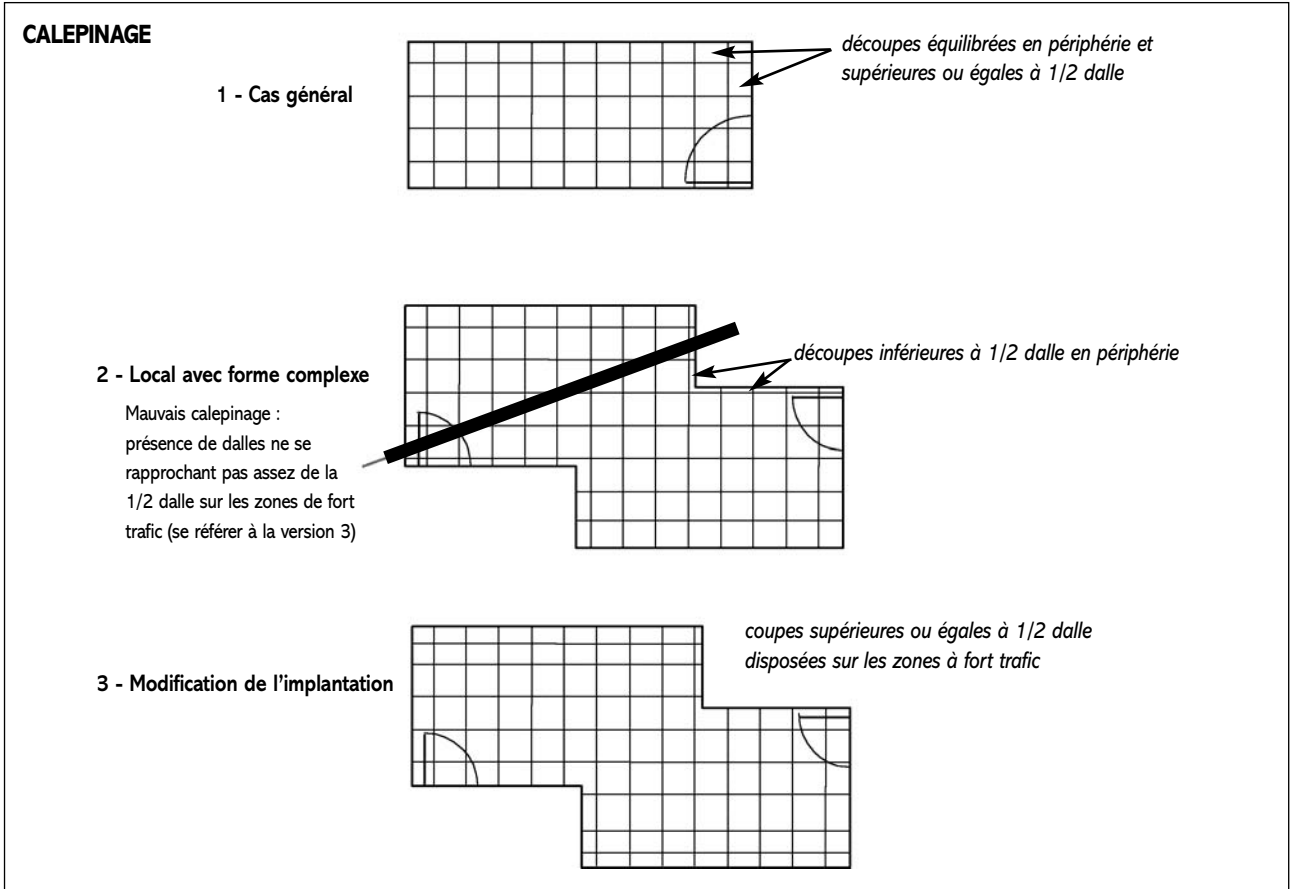 CALEPINAGE
découpes équilibrées en périphérie et
supérieures ou égales à 1/2 dalle
1 - Cas général
découpes inférieures à 1/2 dalle en périphérie
2 - Local avec forme complexe
Mauvais calepinage :
présence de dalles ne se
rapprochant pas assez de la
1/2 dalle sur les zones de fort
trafic (se référer à la version 3)
coupes supérieures ou égales à 1/2 dalle
disposées sur les zones à fort trafic
3 - Modification de l’implantation